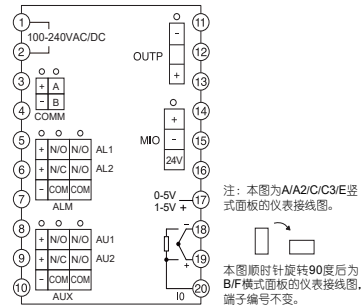 1
100-240VAC/DC
2
3
+ A
- B
4
COMM
5
+ N/O N/O AL1
6
+ N/C N/O AL2
7
- COM COM
ALM
8
+ N/O N/O AU1
9
+ N/C N/O AU2
10
- COM COM
AUX
11
-
OUTP
12
+
13
14
+
MIO
-
15
24V
16
0-5V
1-5V +
17
- 18
19
+
20
I0
注：本图为A/A2/C/C3/E竖
式面板的仪表接线图。
本图顺时针旋转90度后为
B/F横式面板的仪表接线图,
端子编号不变。